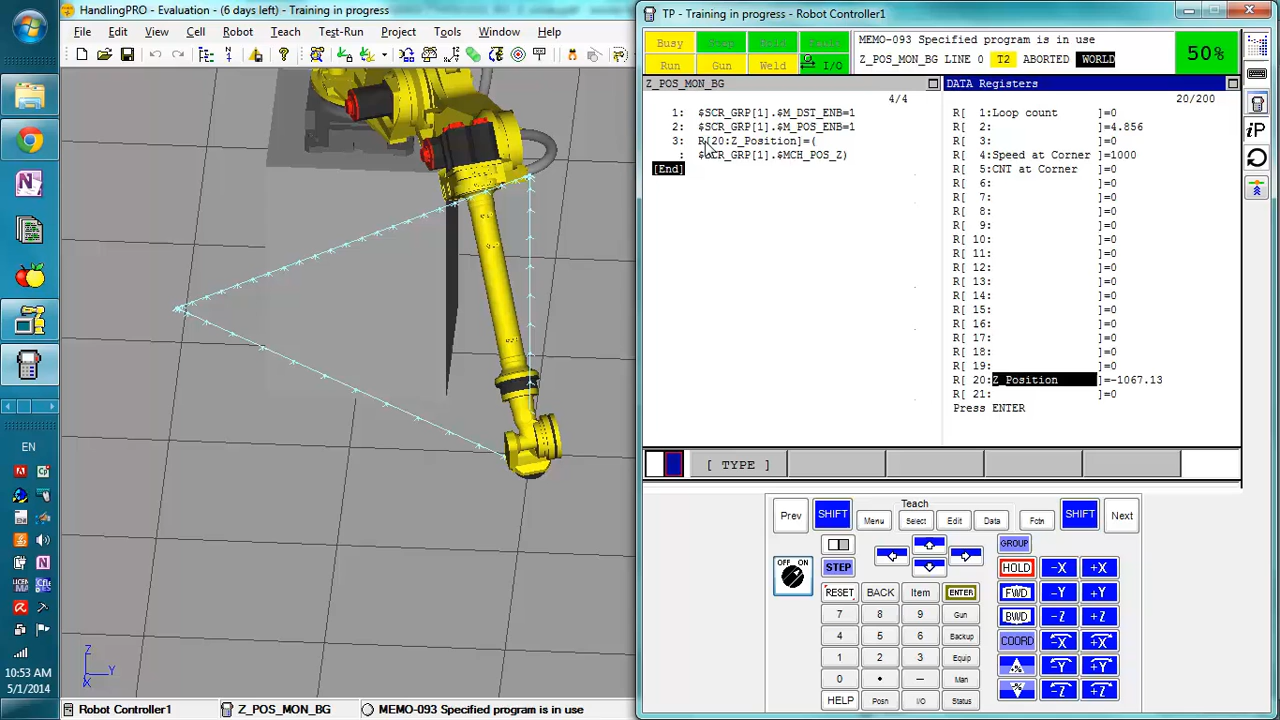 HandlingPRO - Evaluation - (6 days left) - Training in progress
File Edit View Cell Robot Teach Test-Run Project Tools Window Help
TP - Training in progress - Robot Controller1
Busy
Run Gun Weld I/O
MEMO-093 Specified program is in use
Z_POS_MON_BG LINE 0 T2 ABORTED WORLD
50%
Z_POS_MON_BG
4/4
1: $SCR_GRP[1].$M_DST_ENB=1
2: $SCR_GRP[1].$M_POS_ENB=1
3: R[20:Z_Position]=(
: $SCR_GRP[1].$MCH_POS_Z)
[End]
DATA Registers
20/200
R[ 1:Loop count ]=0
R[ 2: ]=4.856
R[ 3: ]=0
R[ 4:Speed at Corner ]=1000
R[ 5:CNT at Corner ]=0
R[ 6: ]=0
R[ 7: ]=0
R[ 8: ]=0
R[ 9: ]=0
R[ 10: ]=0
R[ 11: ]=0
R[ 12: ]=0
R[ 13: ]=0
R[ 14: ]=0
R[ 15: ]=0
R[ 16: ]=0
R[ 17: ]=0
R[ 18: ]=0
R[ 19: ]=0
R[ 20:Z_Position ]=-1067.13
R[ 21: ]=0
Press ENTER
[ TYPE ]
iP
Teach
Prev SHIFT Menu Select Edit Data Fctn SHIFT Next
GROUP
STEP HOLD -X +X
OFF ON
RESET BACK Item ENTER FWD -Y +Y
7 8 9 Gun BWD -Z +Z
4 5 6 Backup COORD -X +X
1 2 3 Equip -Y +Y
0 • — Man
HELP Posn I/O Status % -Z +Z
EN
10:53 AM
5/1/2014
Z
Y
X
Robot Controller1 Z_POS_MON_BG MEMO-093 Specified program is in use